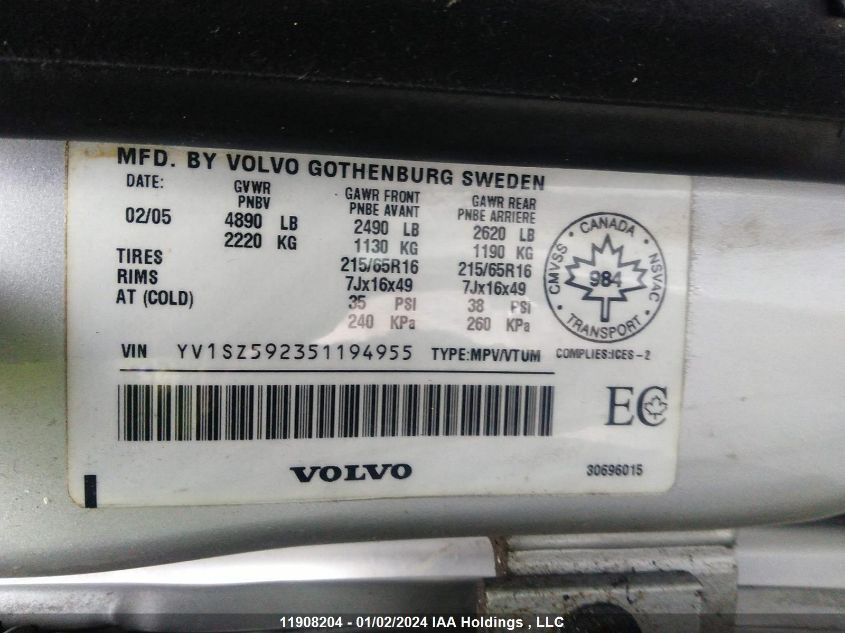 MFD. BY VOLVO GOTHENBURG SWEDEN
DATE: GVWR GAWR FRONT GAWR REAR
PNBV PNBE AVANT PNBE ARRIERE
02/05 4890 LB 2490 LB 2620 LB
2220 KG 1130 KG 1190 KG
TIRES 215/65R16 215/65R16
RIMS 7Jx16x49 7Jx16x49
AT (COLD) 35 PSI 38 PSI
240 KPa 260 KPa
CMVSS • CANADA • NSVAC
984
• TRANSPORT •
VIN YV1SZ592351194955 TYPE:MPV/VTUM COMPLIES:ICES-2
EC
VOLVO 30696015
11908204 - 01/02/2024 IAA Holdings , LLC